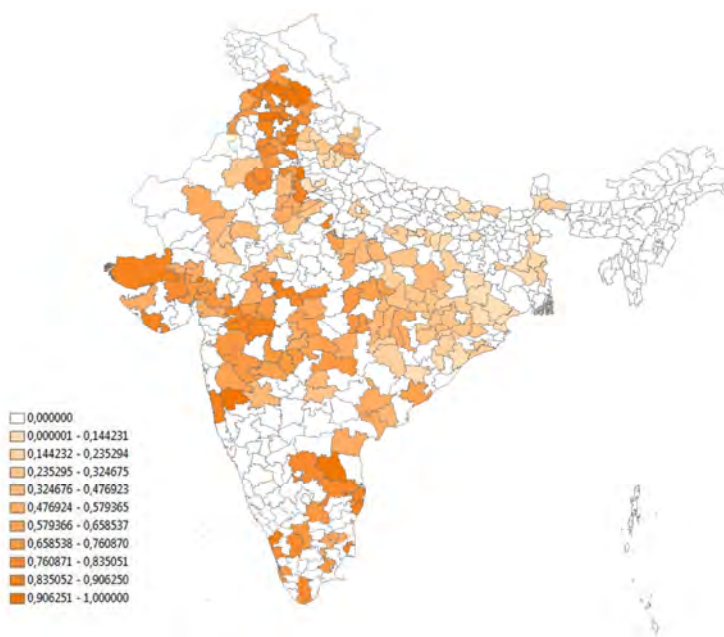 0,000000
0,000001 - 0,144231
0,144232 - 0,235294
0,235295 - 0,324675
0,324676 - 0,476923
0,476924 - 0,579365
0,579366 - 0,658537
0,658538 - 0,760870
0,760871 - 0,835051
0,835052 - 0,906250
0,906251 - 1,000000